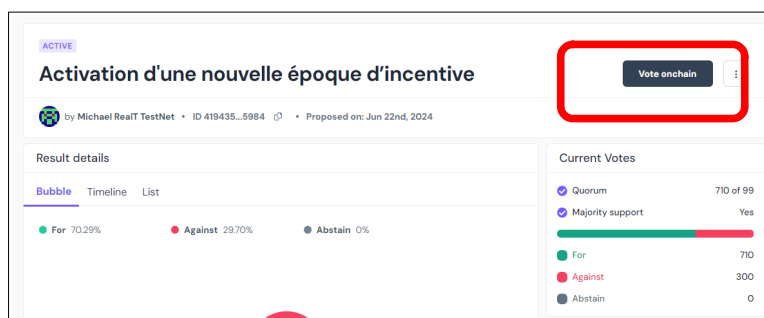 ACTIVE
Activation d'une nouvelle époque d’incentive
Vote onchain
by Michael RealT TestNet • ID 419435...5984 • Proposed on: Jun 22nd, 2024
Result details
Bubble Timeline List
For 70.29% Against 29.70% Abstain 0%
Current Votes
Quorum 710 of 99
Majority support Yes
For 710
Against 300
Abstain 0